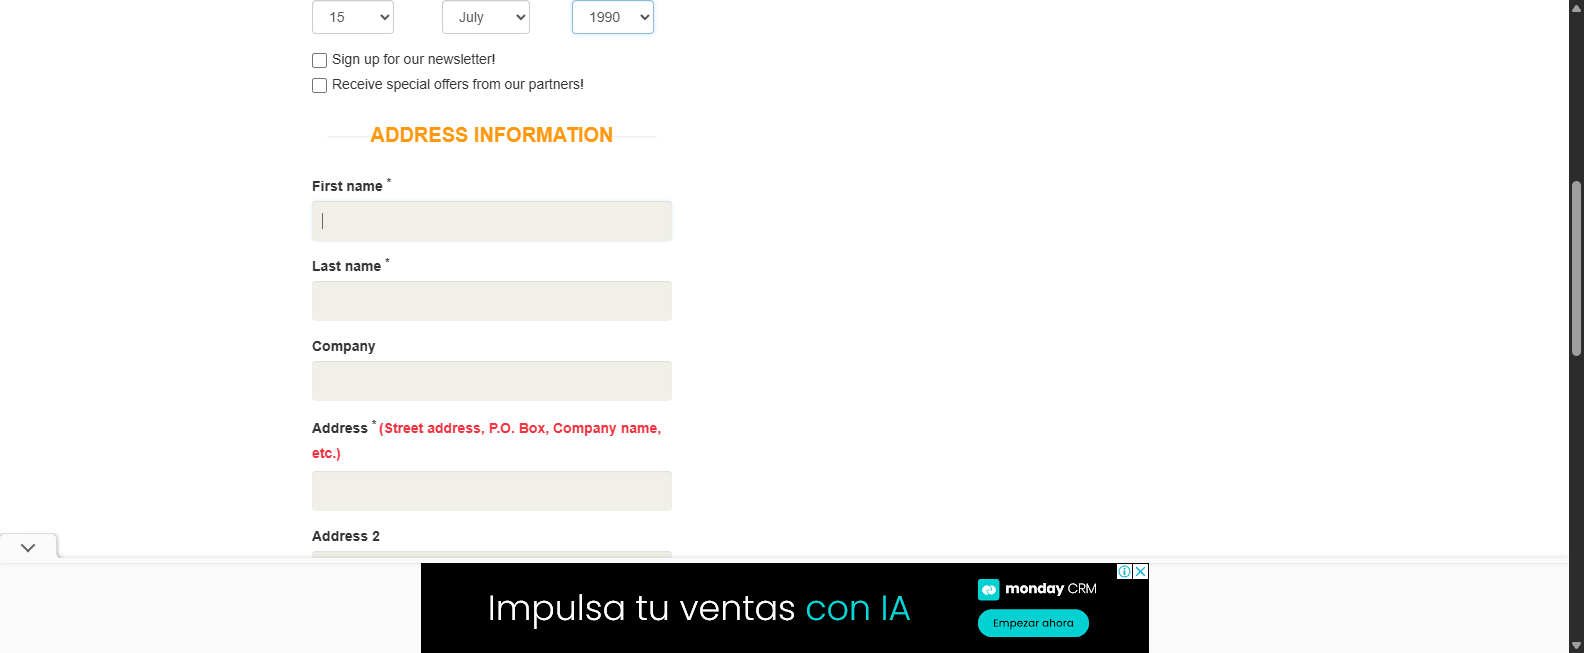 15 July 1990
Sign up for our newsletter!
Receive special offers from our partners!
ADDRESS INFORMATION
First name *
Last name *
Company
Address * (Street address, P.O. Box, Company name,
etc.)
Address 2
Impulsa tu ventas con IA
monday CRM
Empezar ahora